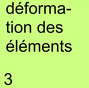 déforma-
tion des
éléments
3